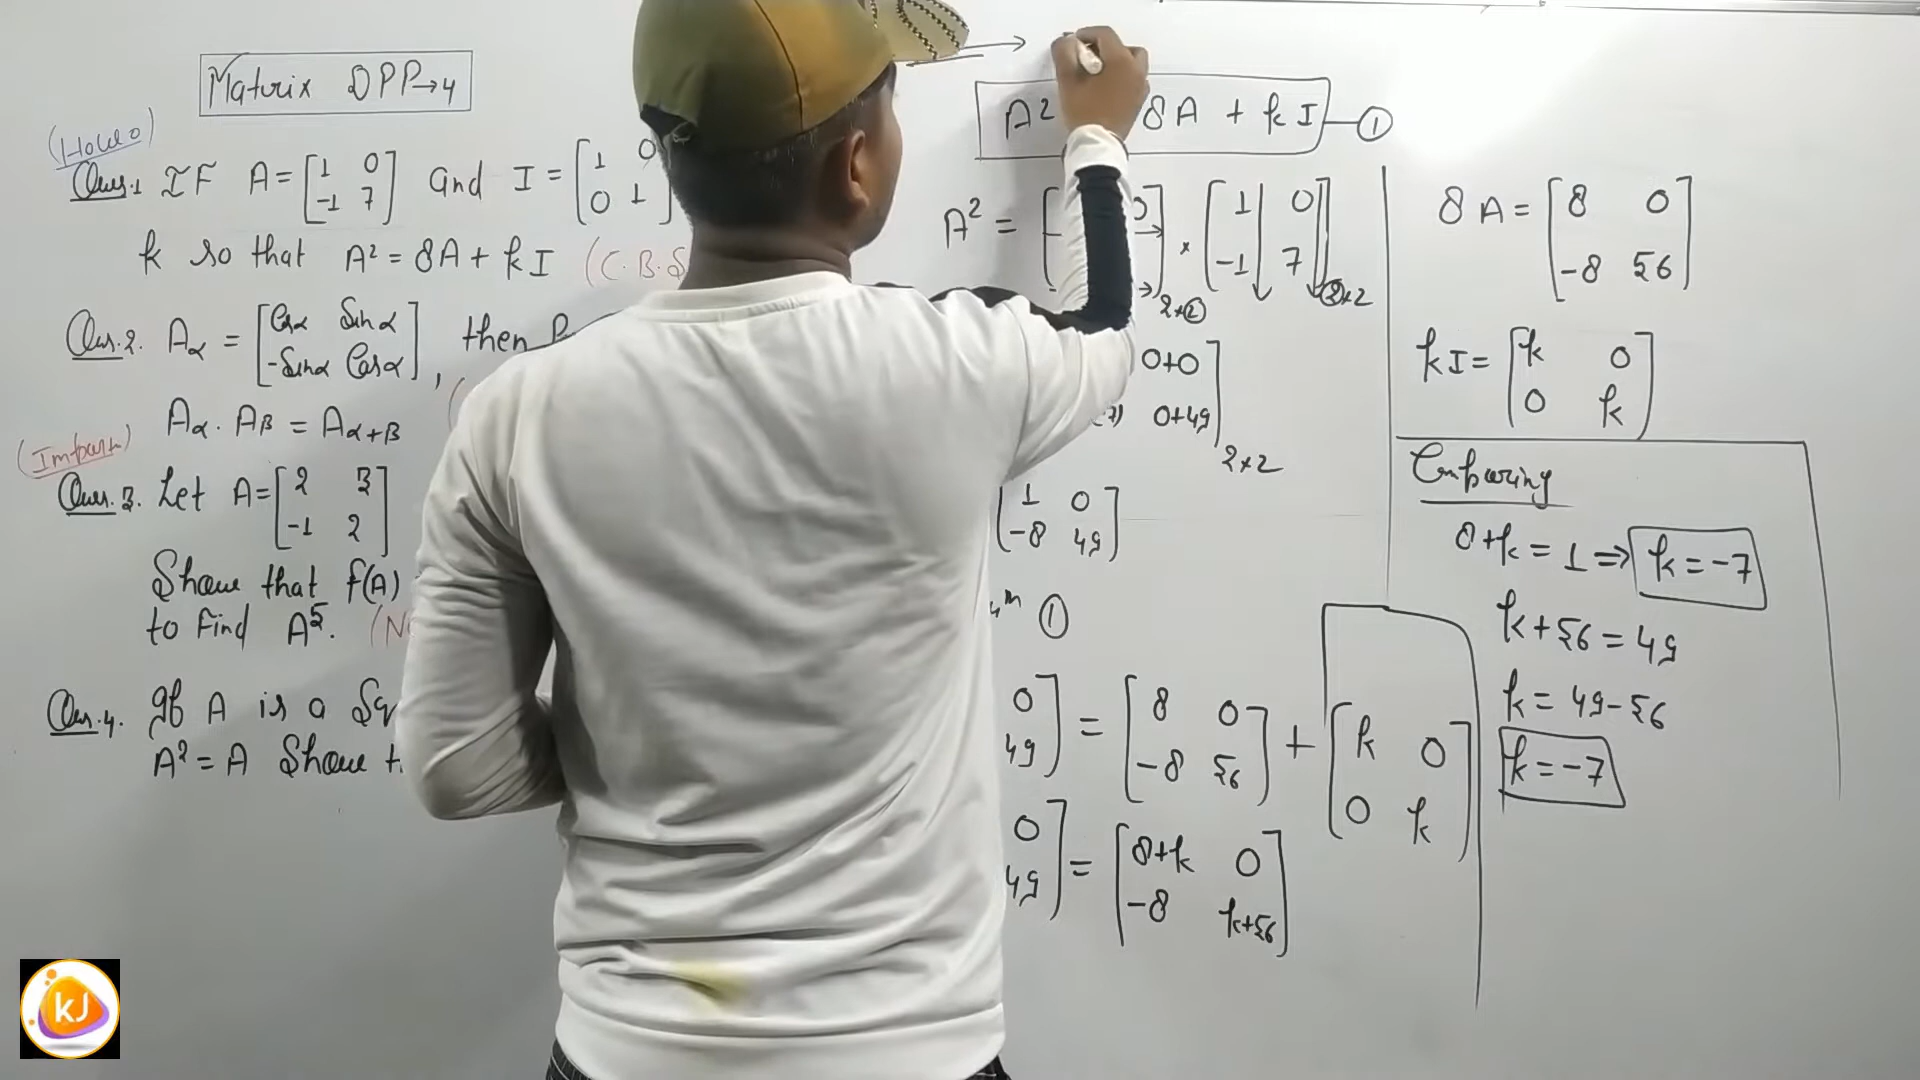 Matrix DPP→4
(How)
Ques.1 IF A = [1 0 -1 7] and I = [1 0 0 1]
k so that A² = 8A + kI (C.B.S
Ques.2. Aα = [Cosα Sinα -Sinα Cosα], then
Aα . Aβ = Aα+β
Ques.3. Let A = [2 3 -1 2]
Show that f(A)
to find A⁵.
Ques.4. If A is a Sq
A² = A Show
A² 8A + kI —①
A² = × [1 0 -1 7] 2×2
2×2
0+0
0+49
2×2
[1 0 -8 49]
①
0 49] = [8 0 -8 56] + [k 0 0 k]
0 49] = [8+k 0 -8 k+56]
8A = [8 0 -8 56]
kI = [k 0 0 k]
Comparing
8+k = 1 ⇒ k = -7
k+56 = 49
k = 49-56
k = -7
kJ